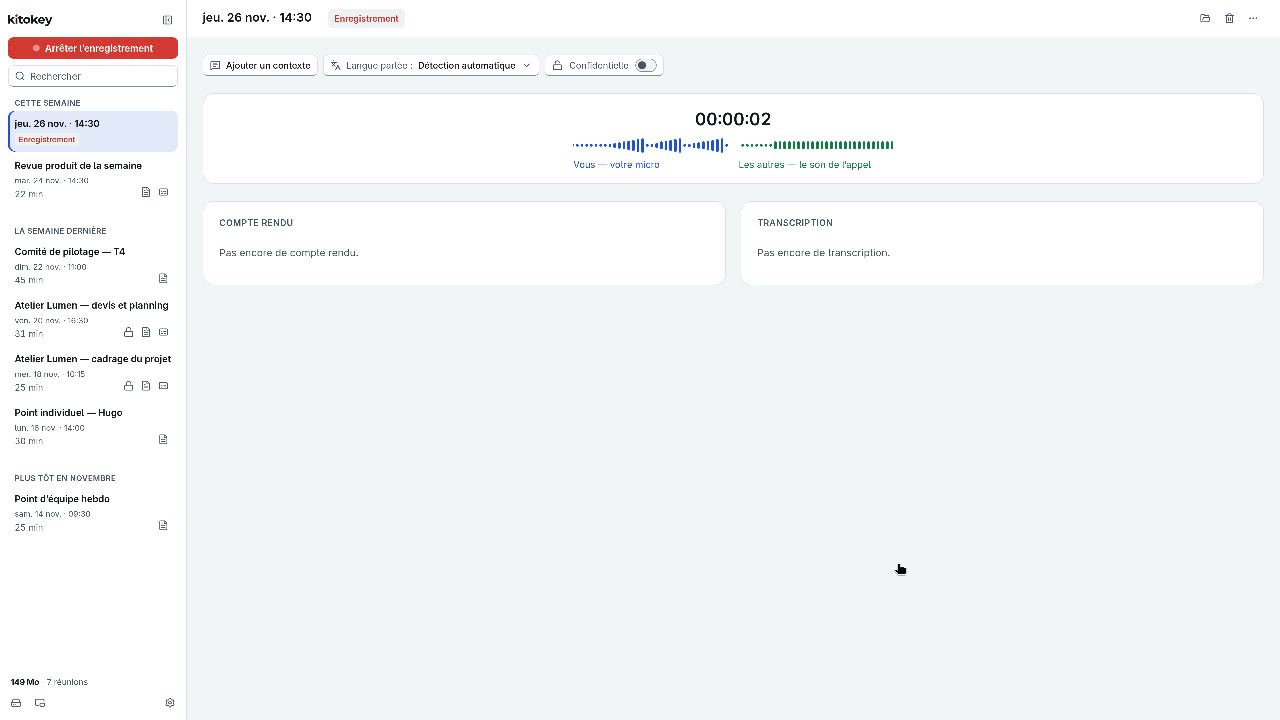 kitokey
Arrêter l'enregistrement
Rechercher
CETTE SEMAINE
jeu. 26 nov. · 14:30
Enregistrement
Revue produit de la semaine
mar. 24 nov. · 14:30
22 min
LA SEMAINE DERNIÈRE
Comité de pilotage — T4
dim. 22 nov. · 11:00
45 min
Atelier Lumen — devis et planning
ven. 20 nov. · 16:30
31 min
Atelier Lumen — cadrage du projet
mer. 18 nov. · 10:15
25 min
Point individuel — Hugo
lun. 16 nov. · 14:00
30 min
PLUS TÔT EN NOVEMBRE
Point d'équipe hebdo
sam. 14 nov. · 09:30
25 min
149 Mo · 7 réunions
jeu. 26 nov. · 14:30
Enregistrement
Ajouter un contexte
Langue parlée : Détection automatique
Confidentielle
00:00:02
Vous — votre micro
Les autres — le son de l'appel
COMPTE RENDU
Pas encore de compte rendu.
TRANSCRIPTION
Pas encore de transcription.